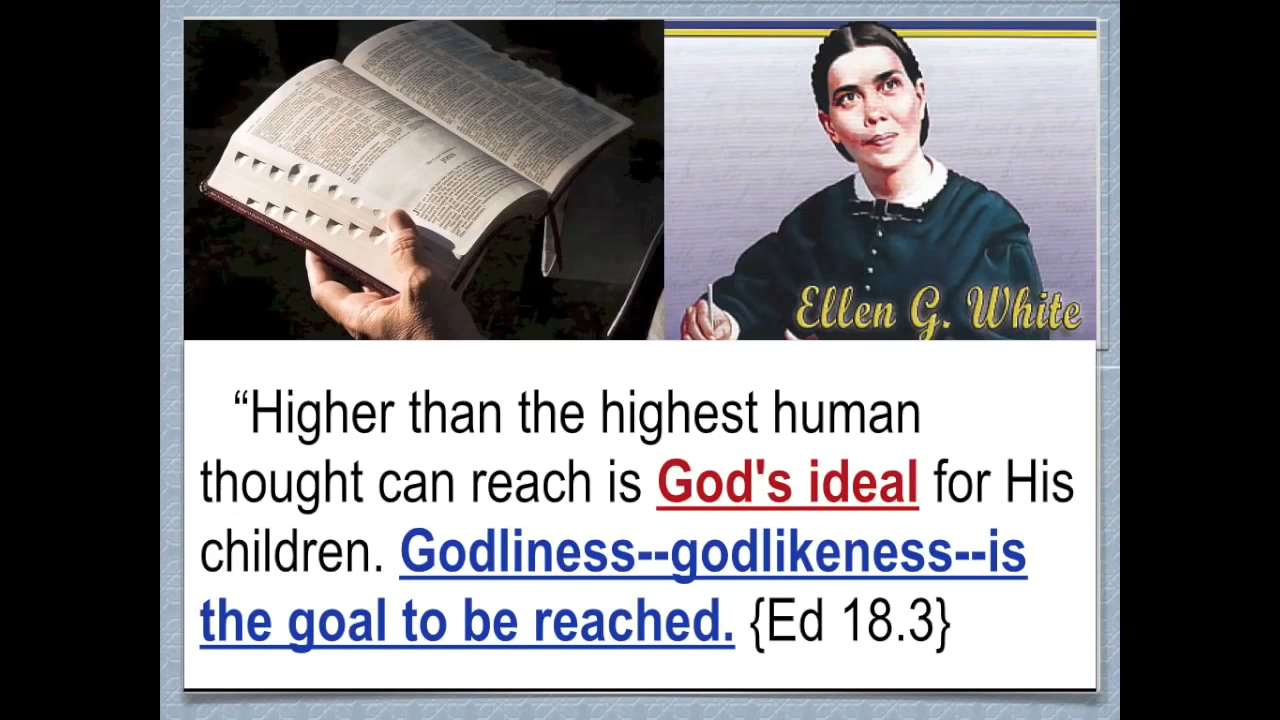 Ellen G. White
“Higher than the highest human
thought can reach is God's ideal for His
children. Godliness--godlikeness--is
the goal to be reached. {Ed 18.3}